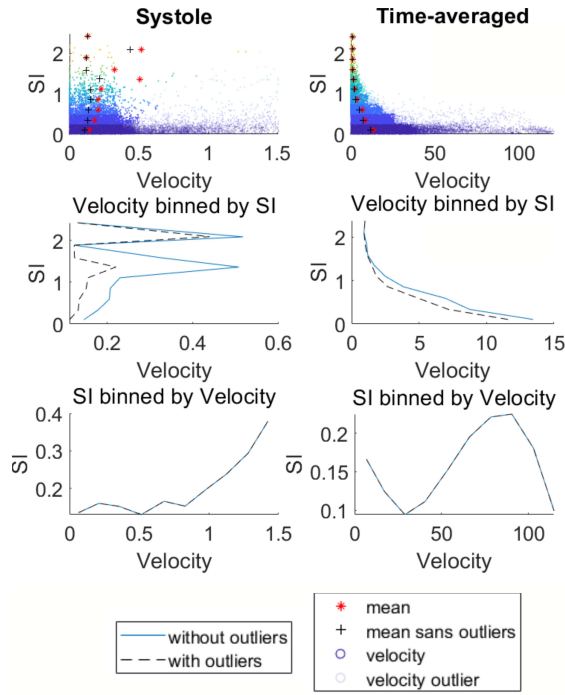 Systole
Time-averaged
SI
2
1
0
0
0.5
1
1.5
Velocity
SI
2
1
0
0
50
100
Velocity
Velocity binned by SI
SI
2
1
0
0.2
0.4
0.6
Velocity
Velocity binned by SI
SI
2
1
0
0
5
10
15
Velocity
SI binned by Velocity
SI
0.4
0.3
0.2
0
0.5
1
1.5
Velocity
SI binned by Velocity
SI
0.2
0.15
0.1
0
50
100
Velocity
without outliers
with outliers
mean
mean sans outliers
velocity
velocity outlier